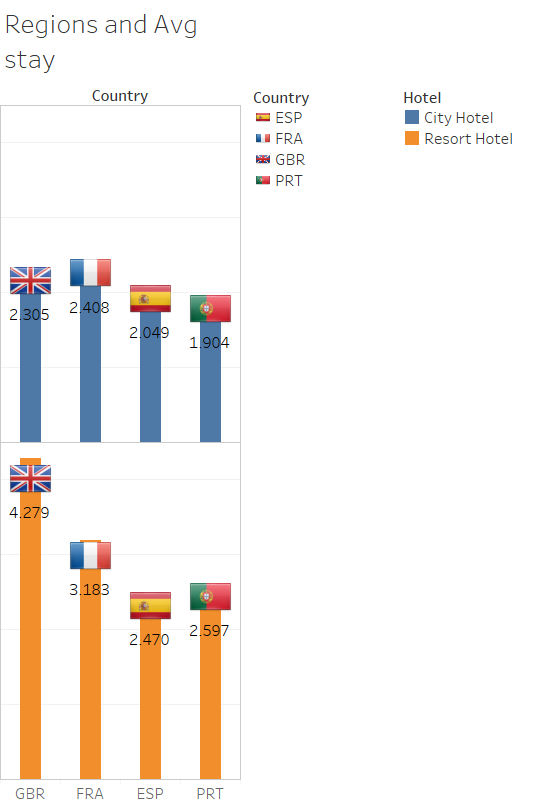 Regions and Avg
stay
Country
Country
Hotel
ESP
City Hotel
FRA
Resort Hotel
GBR
PRT
2.305
2.408
2.049
1.904
4.279
3.183
2.470
2.597
GBR
FRA
ESP
PRT